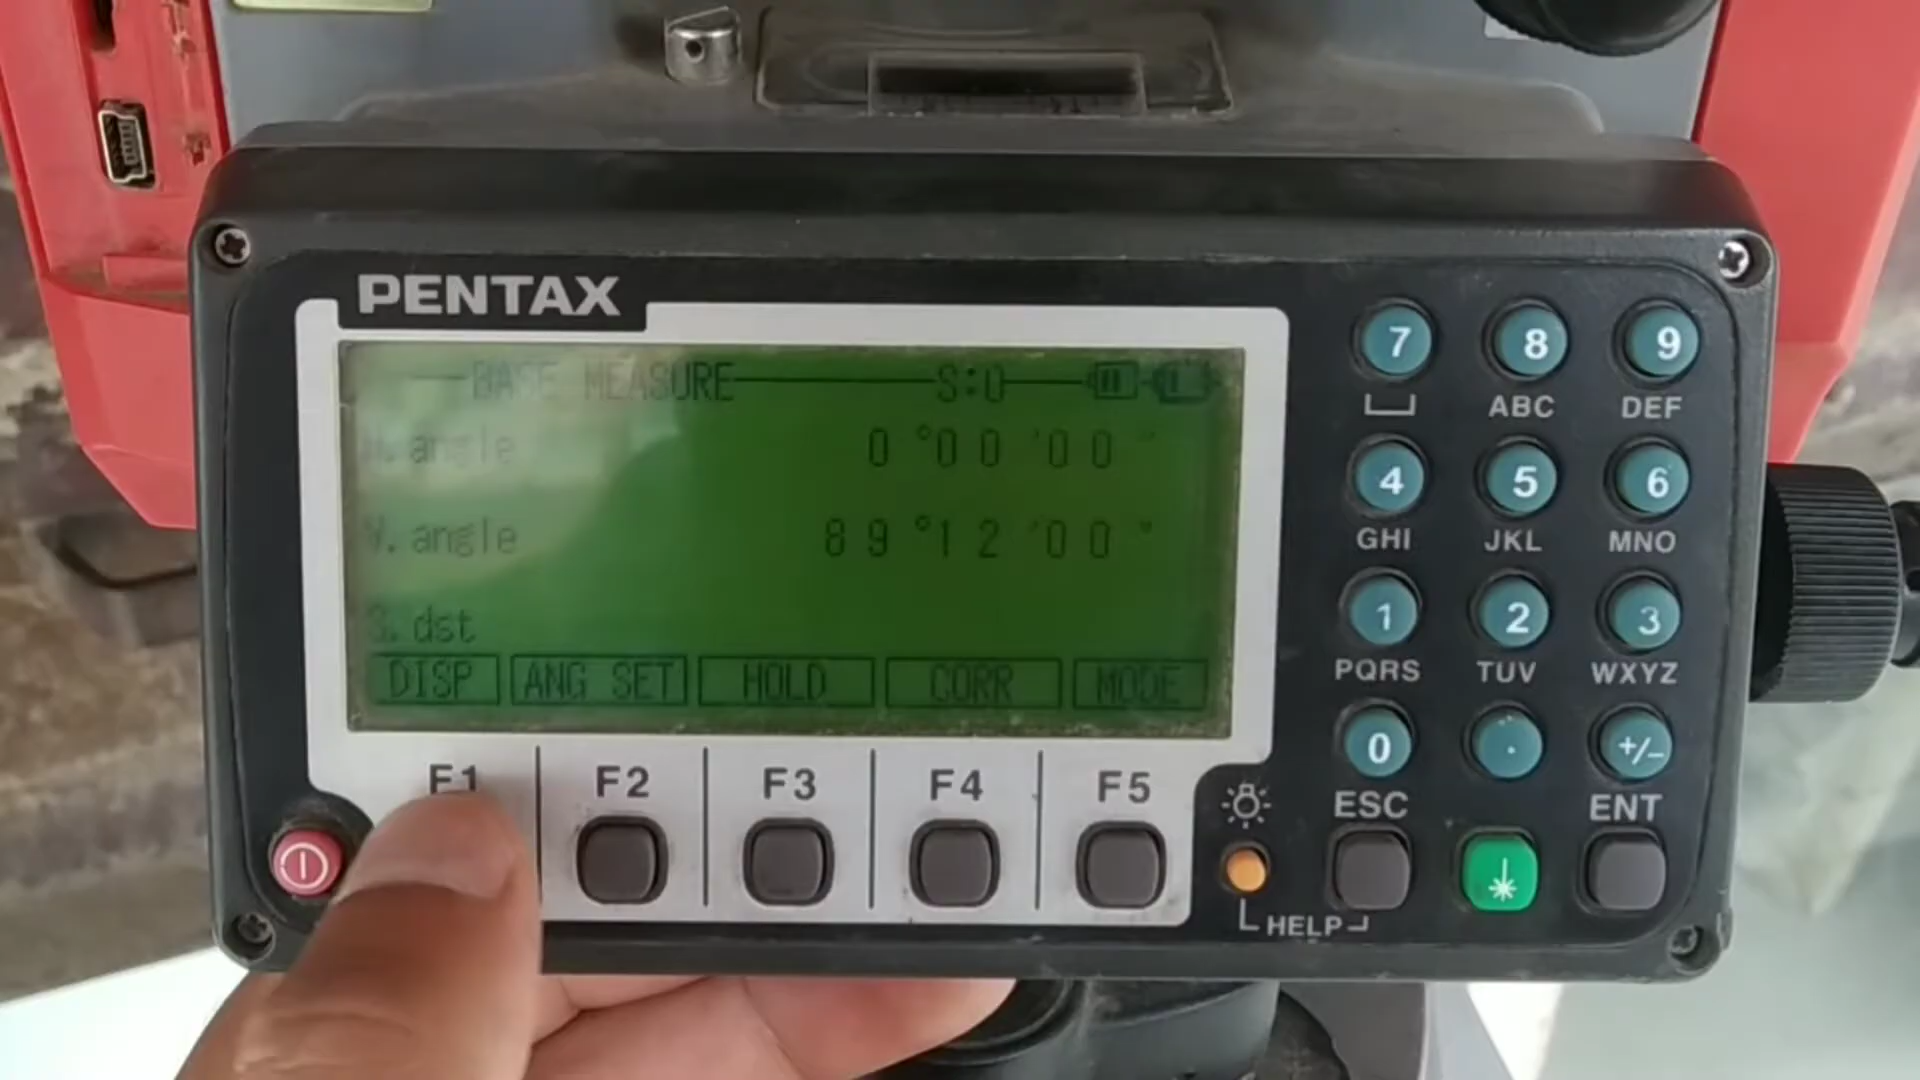 PENTAX
BASE MEASURE S:0
H.angle 0°00'00"
V.angle 89°12'00"
S.dst
DISP ANG SET HOLD CORR MODE
F1 F2 F3 F4 F5
7 8 9
ABC DEF
4 5 6
GHI JKL MNO
1 2 3
PQRS TUV WXYZ
0 . +/-
ESC ENT
HELP